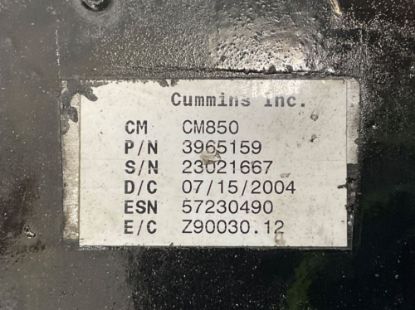 Cummins Inc.
CM CM850
P/N 3965159
S/N 23021667
D/C 07/15/2004
ESN 57230490
E/C Z90030.12